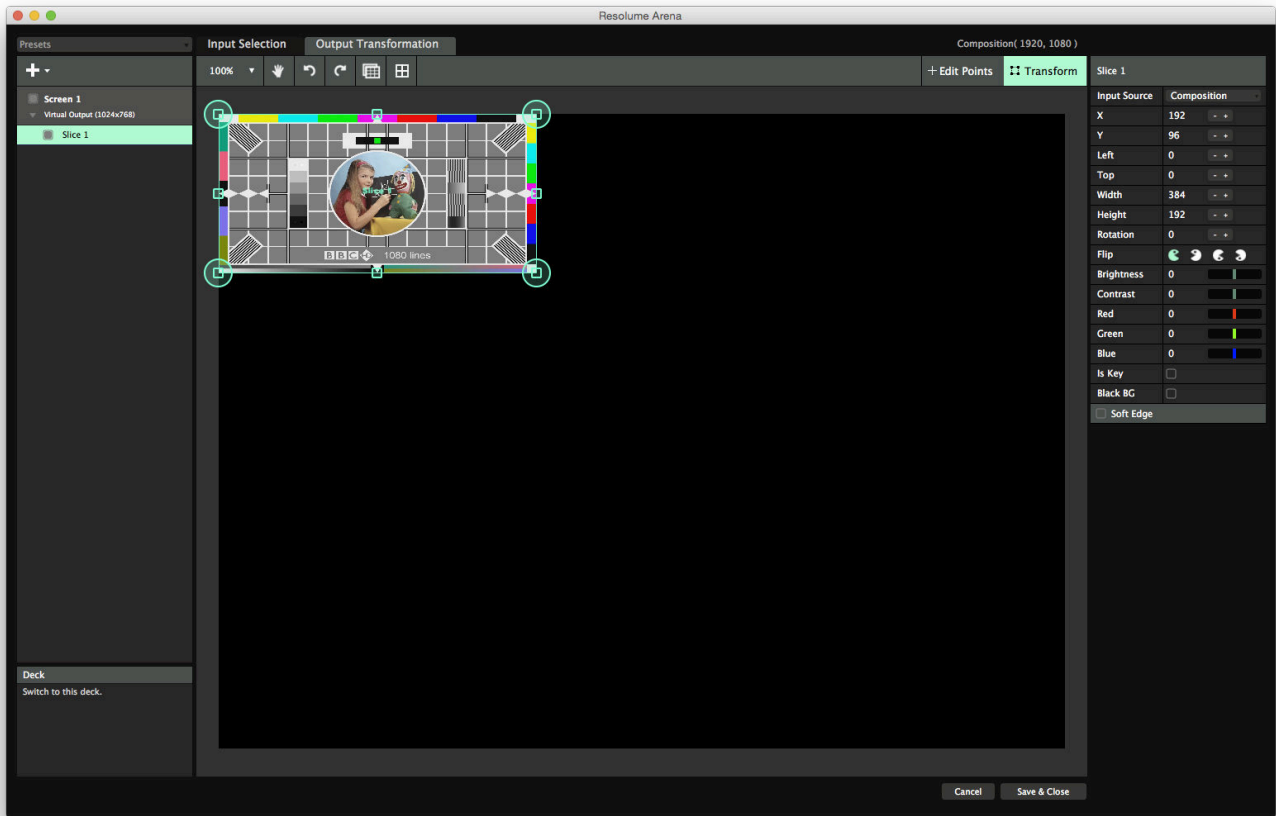 Resolume Arena
Presets
Input Selection
Output Transformation
Composition( 1920, 1080 )
100%
+ Edit Points
Transform
Slice 1
Screen 1
Virtual Output (1024x768)
Slice 1
Input Source Composition
X 192 - +
Y 96 - +
Left 0 - +
Top 0 - +
Width 384 - +
Height 192 - +
Rotation 0 - +
Flip
Brightness 0
Contrast 0
Red 0
Green 0
Blue 0
Is Key
Black BG
Soft Edge
Slice 1
BBC 1080 lines
Deck
Switch to this deck.
Cancel
Save & Close